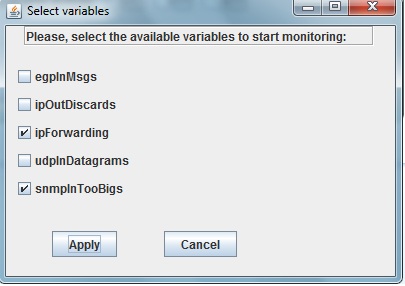 Select variables
Please, select the available variables to start monitoring:
egpInMsgs
ipOutDiscards
ipForwarding
udpInDatagrams
snmpInTooBigs
Apply Cancel